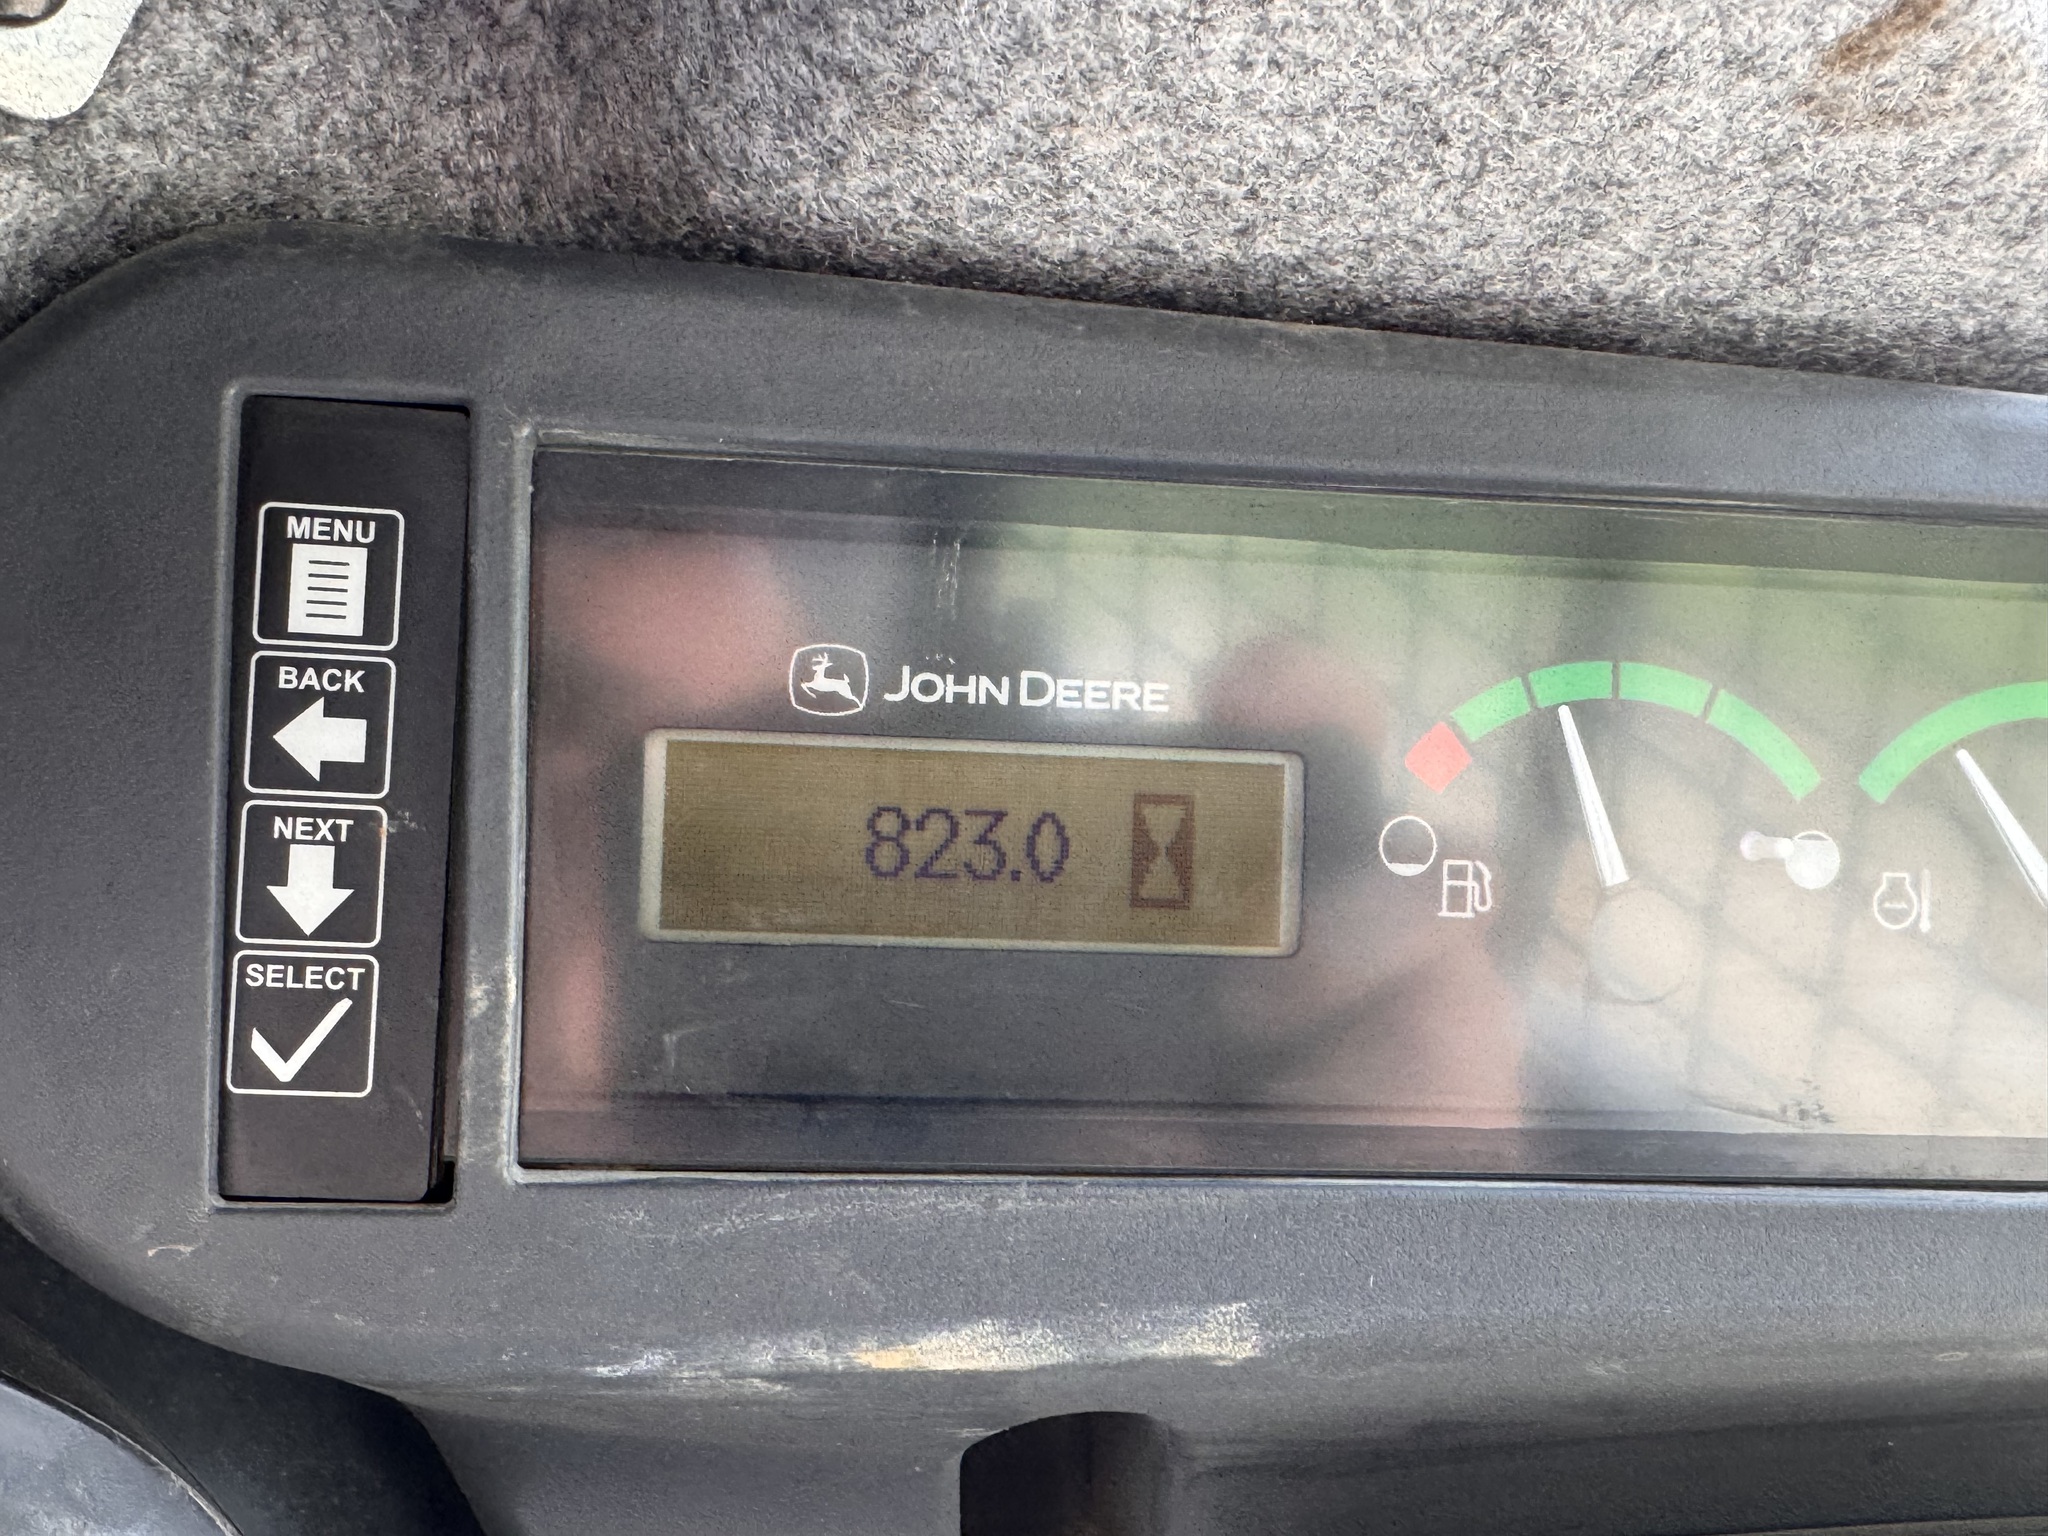 MENU
BACK
NEXT
SELECT
JOHN DEERE
823.0